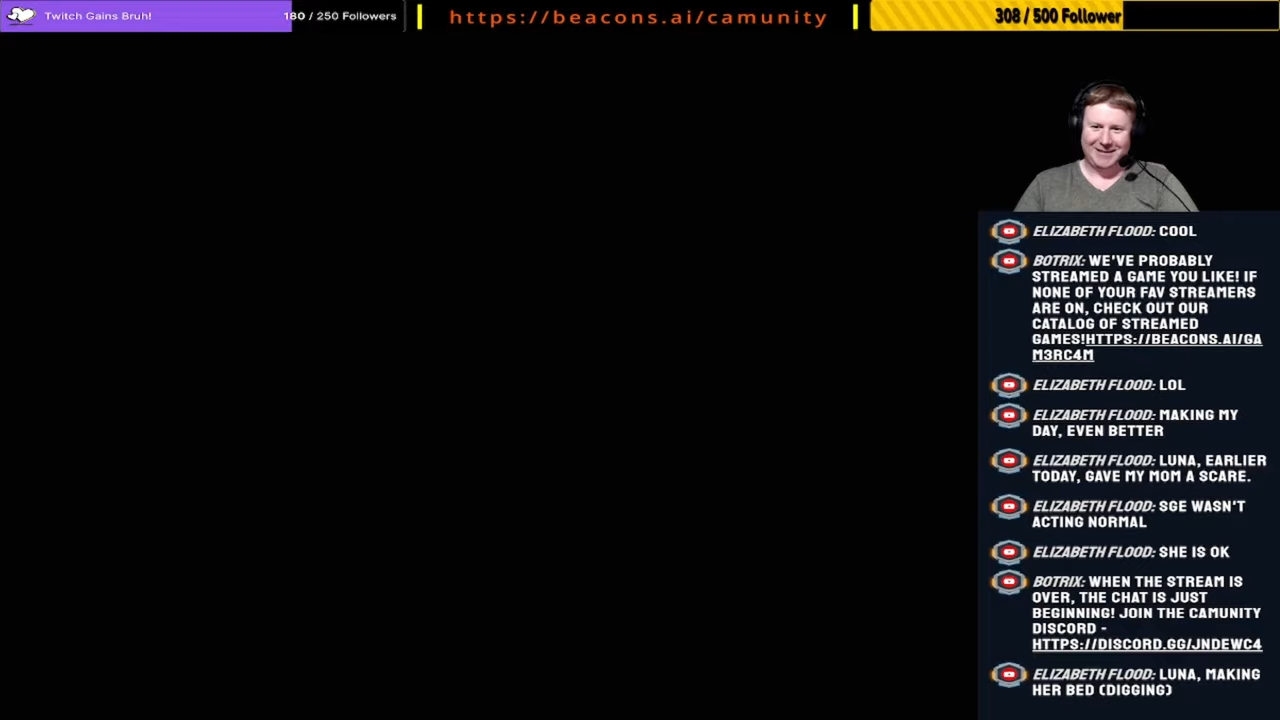 Twitch Gains Bruh! 180 / 250 Followers https://beacons.ai/camunity 308 / 500 Follower
ELIZABETH FLOOD: COOL
BOTRIX: WE'VE PROBABLY
STREAMED A GAME YOU LIKE! IF
NONE OF YOUR FAV STREAMERS
ARE ON, CHECK OUT OUR
CATALOG OF STREAMED
GAMES!HTTPS://BEACONS.AI/GA
M3RC4M
ELIZABETH FLOOD: LOL
ELIZABETH FLOOD: MAKING MY
DAY, EVEN BETTER
ELIZABETH FLOOD: LUNA, EARLIER
TODAY, GAVE MY MOM A SCARE.
ELIZABETH FLOOD: SGE WASN'T
ACTING NORMAL
ELIZABETH FLOOD: SHE IS OK
BOTRIX: WHEN THE STREAM IS
OVER, THE CHAT IS JUST
BEGINNING! JOIN THE CAMUNITY
DISCORD -
HTTPS://DISCORD.GG/JNDEWC4
ELIZABETH FLOOD: LUNA, MAKING
HER BED (DIGGING)